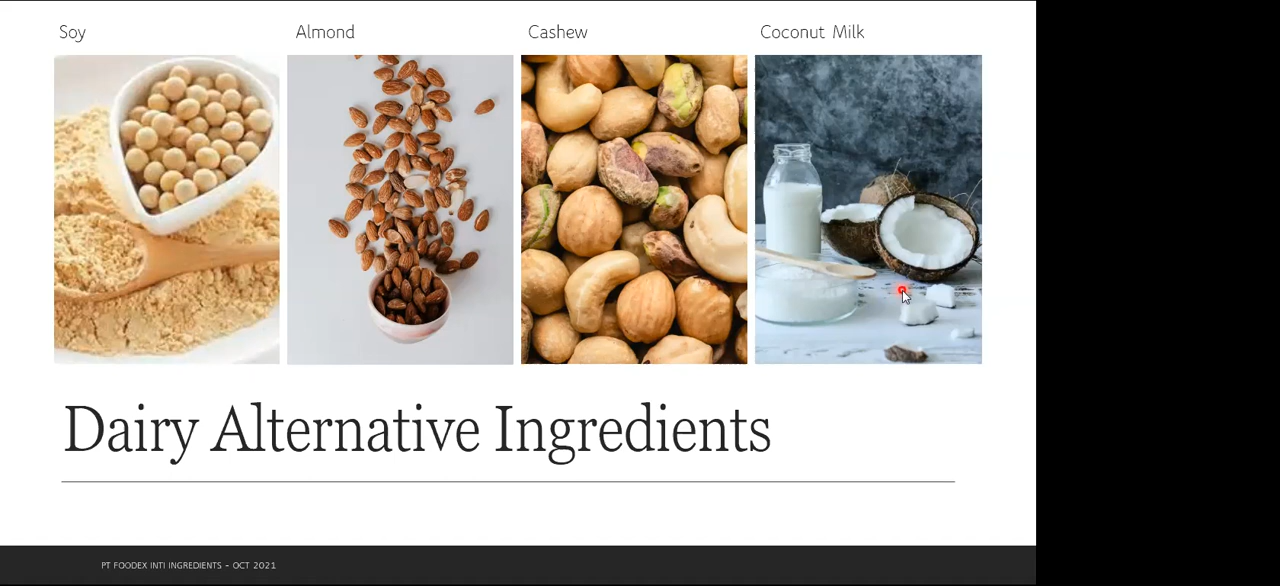 Soy
Almond
Cashew
Coconut Milk
Dairy Alternative Ingredients
PT FOODEX INTI INGREDIENTS – OCT 2021